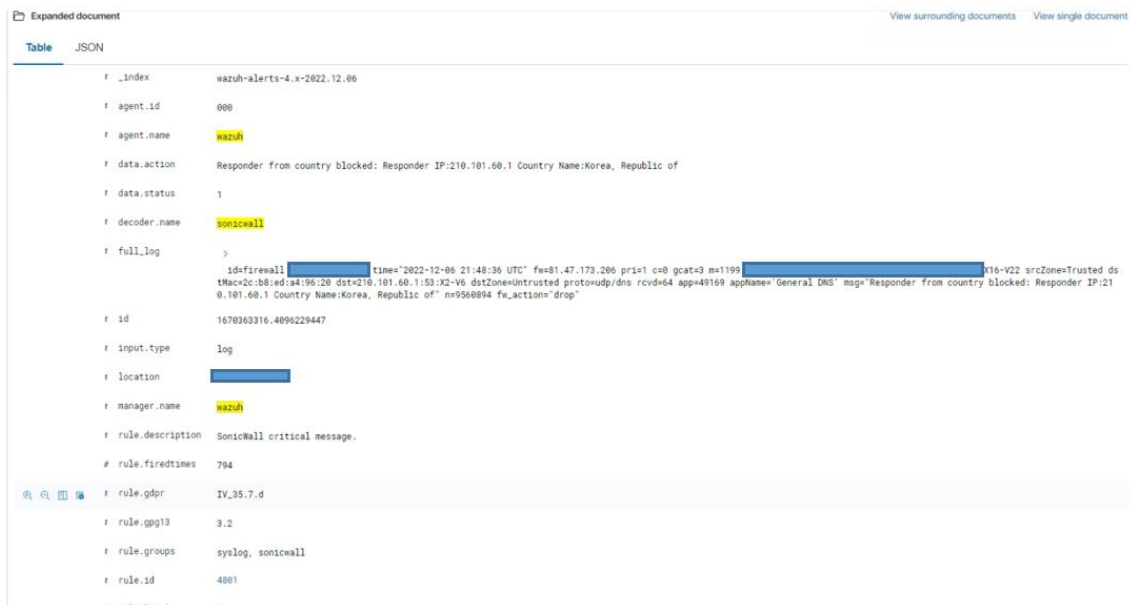 Expanded document
View surrounding documents View single document
Table JSON
t _index wazuh-alerts-4.x-2022.12.06
t agent.id 000
t agent.name wazuh
t data.action Responder from country blocked: Responder IP:210.101.60.1 Country Name:Korea, Republic of
t data.status 1
t decoder.name sonicwall
t full_log
id=firewall time="2022-12-06 21:48:36 UTC" fw=81.47.173.206 pri=1 c=0 gcat=3 m=1199 X16-V22 srcZone=Trusted ds
tMac=2c:b8:ed:a4:96:20 dst=210.101.60.1:53:X2-V6 dstZone=Untrusted proto=udp/dns rcvd=64 app=49169 appName='General DNS' msg="Responder from country blocked: Responder IP:21
0.101.60.1 Country Name:Korea, Republic of" n=9560894 fw_action="drop"
t id 1670363316.4096229447
t input.type log
t location
t manager.name wazuh
t rule.description SonicWall critical message.
# rule.firedtimes 794
t rule.gdpr IV_35.7.d
t rule.gpg13 3.2
t rule.groups syslog, sonicwall
t rule.id 4801